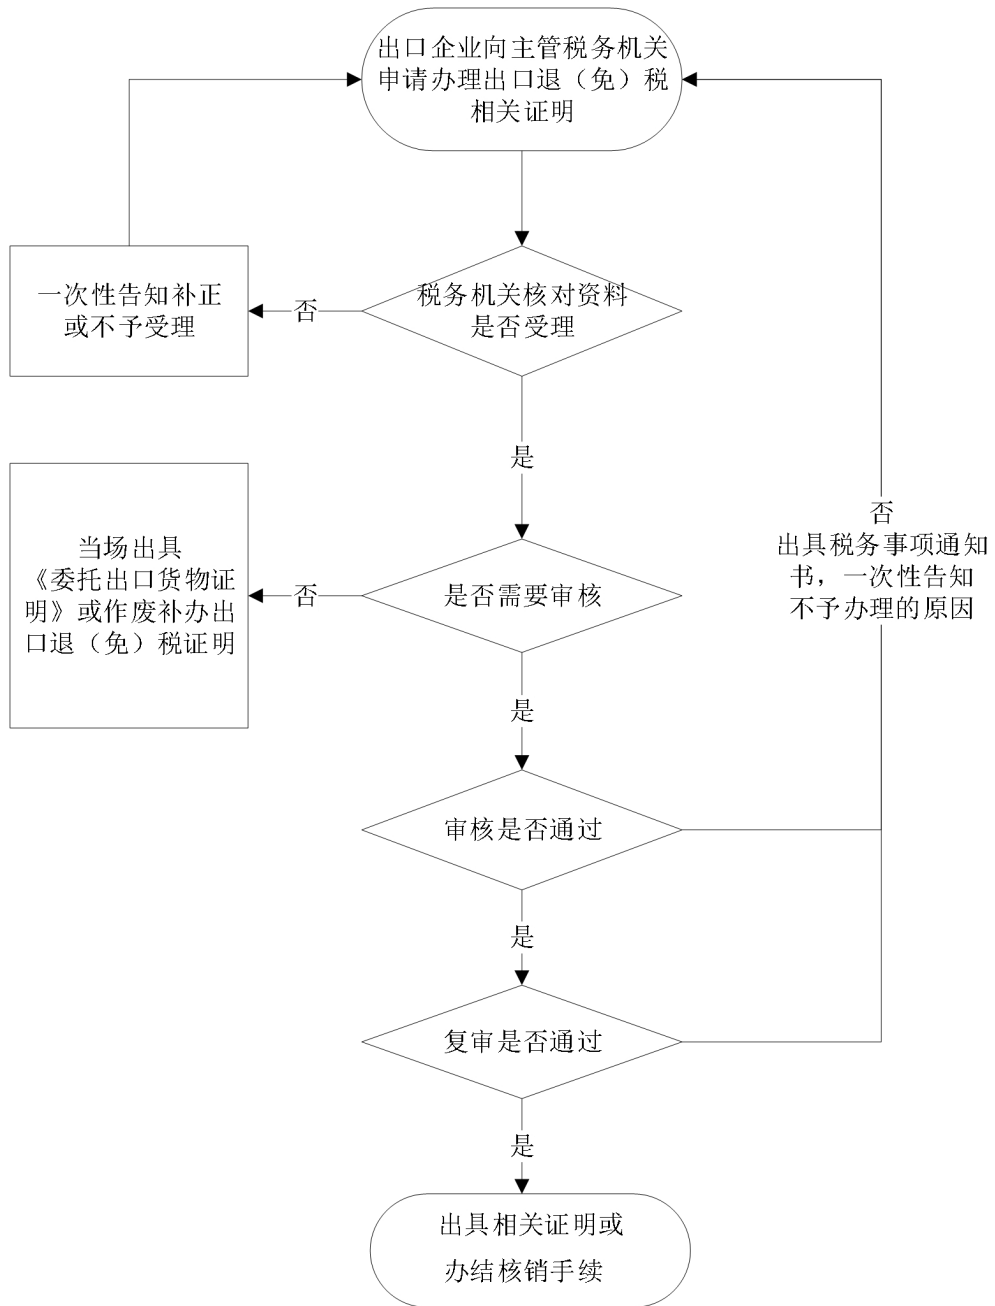 出口企业向主管税务机关
申请办理出口退（免）税
相关证明
税务机关核对资料
是否受理
否
一次性告知补正
或不予受理
是
是否需要审核
否
当场出具
《委托出口货物证
明》或作废补办出
口退（免）税证明
是
审核是否通过
否
出具税务事项通知
书，一次性告知
不予办理的原因
是
复审是否通过
是
出具相关证明或
办结核销手续